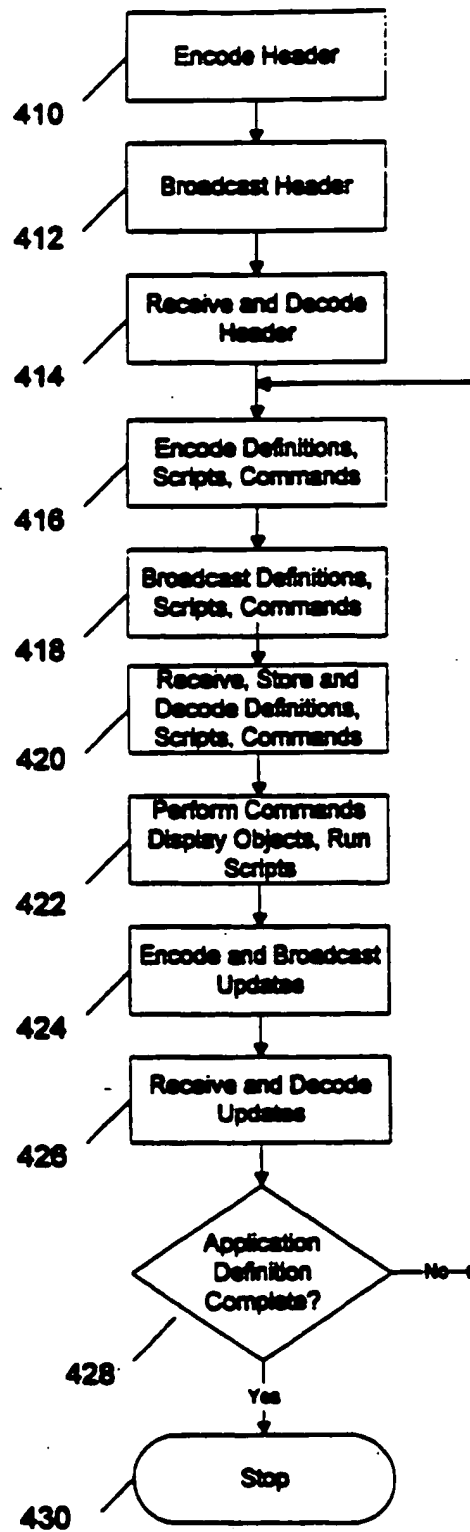 Encode Header
410
Broadcast Header
412
Receive and Decode
Header
414
Encode Definitions,
Scripts, Commands
416
Broadcast Definitions,
Scripts, Commands
418
Receive, Store and
Decode Definitions,
Scripts, Commands
420
Perform Commands
Display Objects, Run
Scripts
422
Encode and Broadcast
Updates
424
Receive and Decode
Updates
426
Application
Definition
Complete?
No
428
Yes
Stop
430